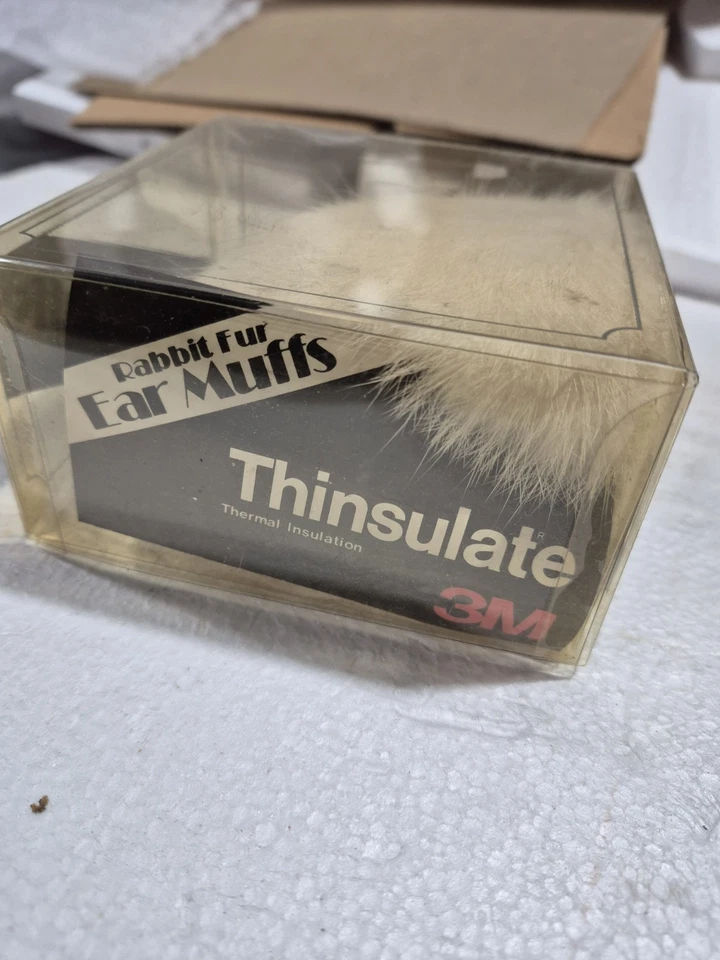 Rabbit Fur
Ear Muffs
Thinsulate®
Thermal Insulation
3M